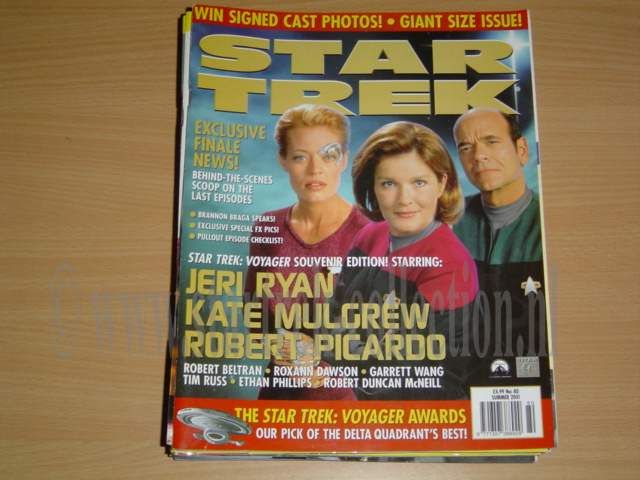 WIN SIGNED CAST PHOTOS! • GIANT SIZE ISSUE!
STAR
TREK
EXCLUSIVE
FINALE
NEWS!
BEHIND-THE-SCENES
SCOOP ON THE
LAST EPISODES
• BRANNON BRAGA SPEAKS!
• EXCLUSIVE SPECIAL FX PICS!
• PULLOUT EPISODE CHECKLIST!
STAR TREK: VOYAGER SOUVENIR EDITION! STARRING:
JERI RYAN
KATE MULGREW
ROBERT PICARDO
ROBERT BELTRAN • ROXANN DAWSON • GARRETT WANG
TIM RUSS • ETHAN PHILLIPS • ROBERT DUNCAN McNEILL
SUMMER 2001
THE STAR TREK: VOYAGER AWARDS
OUR PICK OF THE DELTA QUADRANT'S BEST!